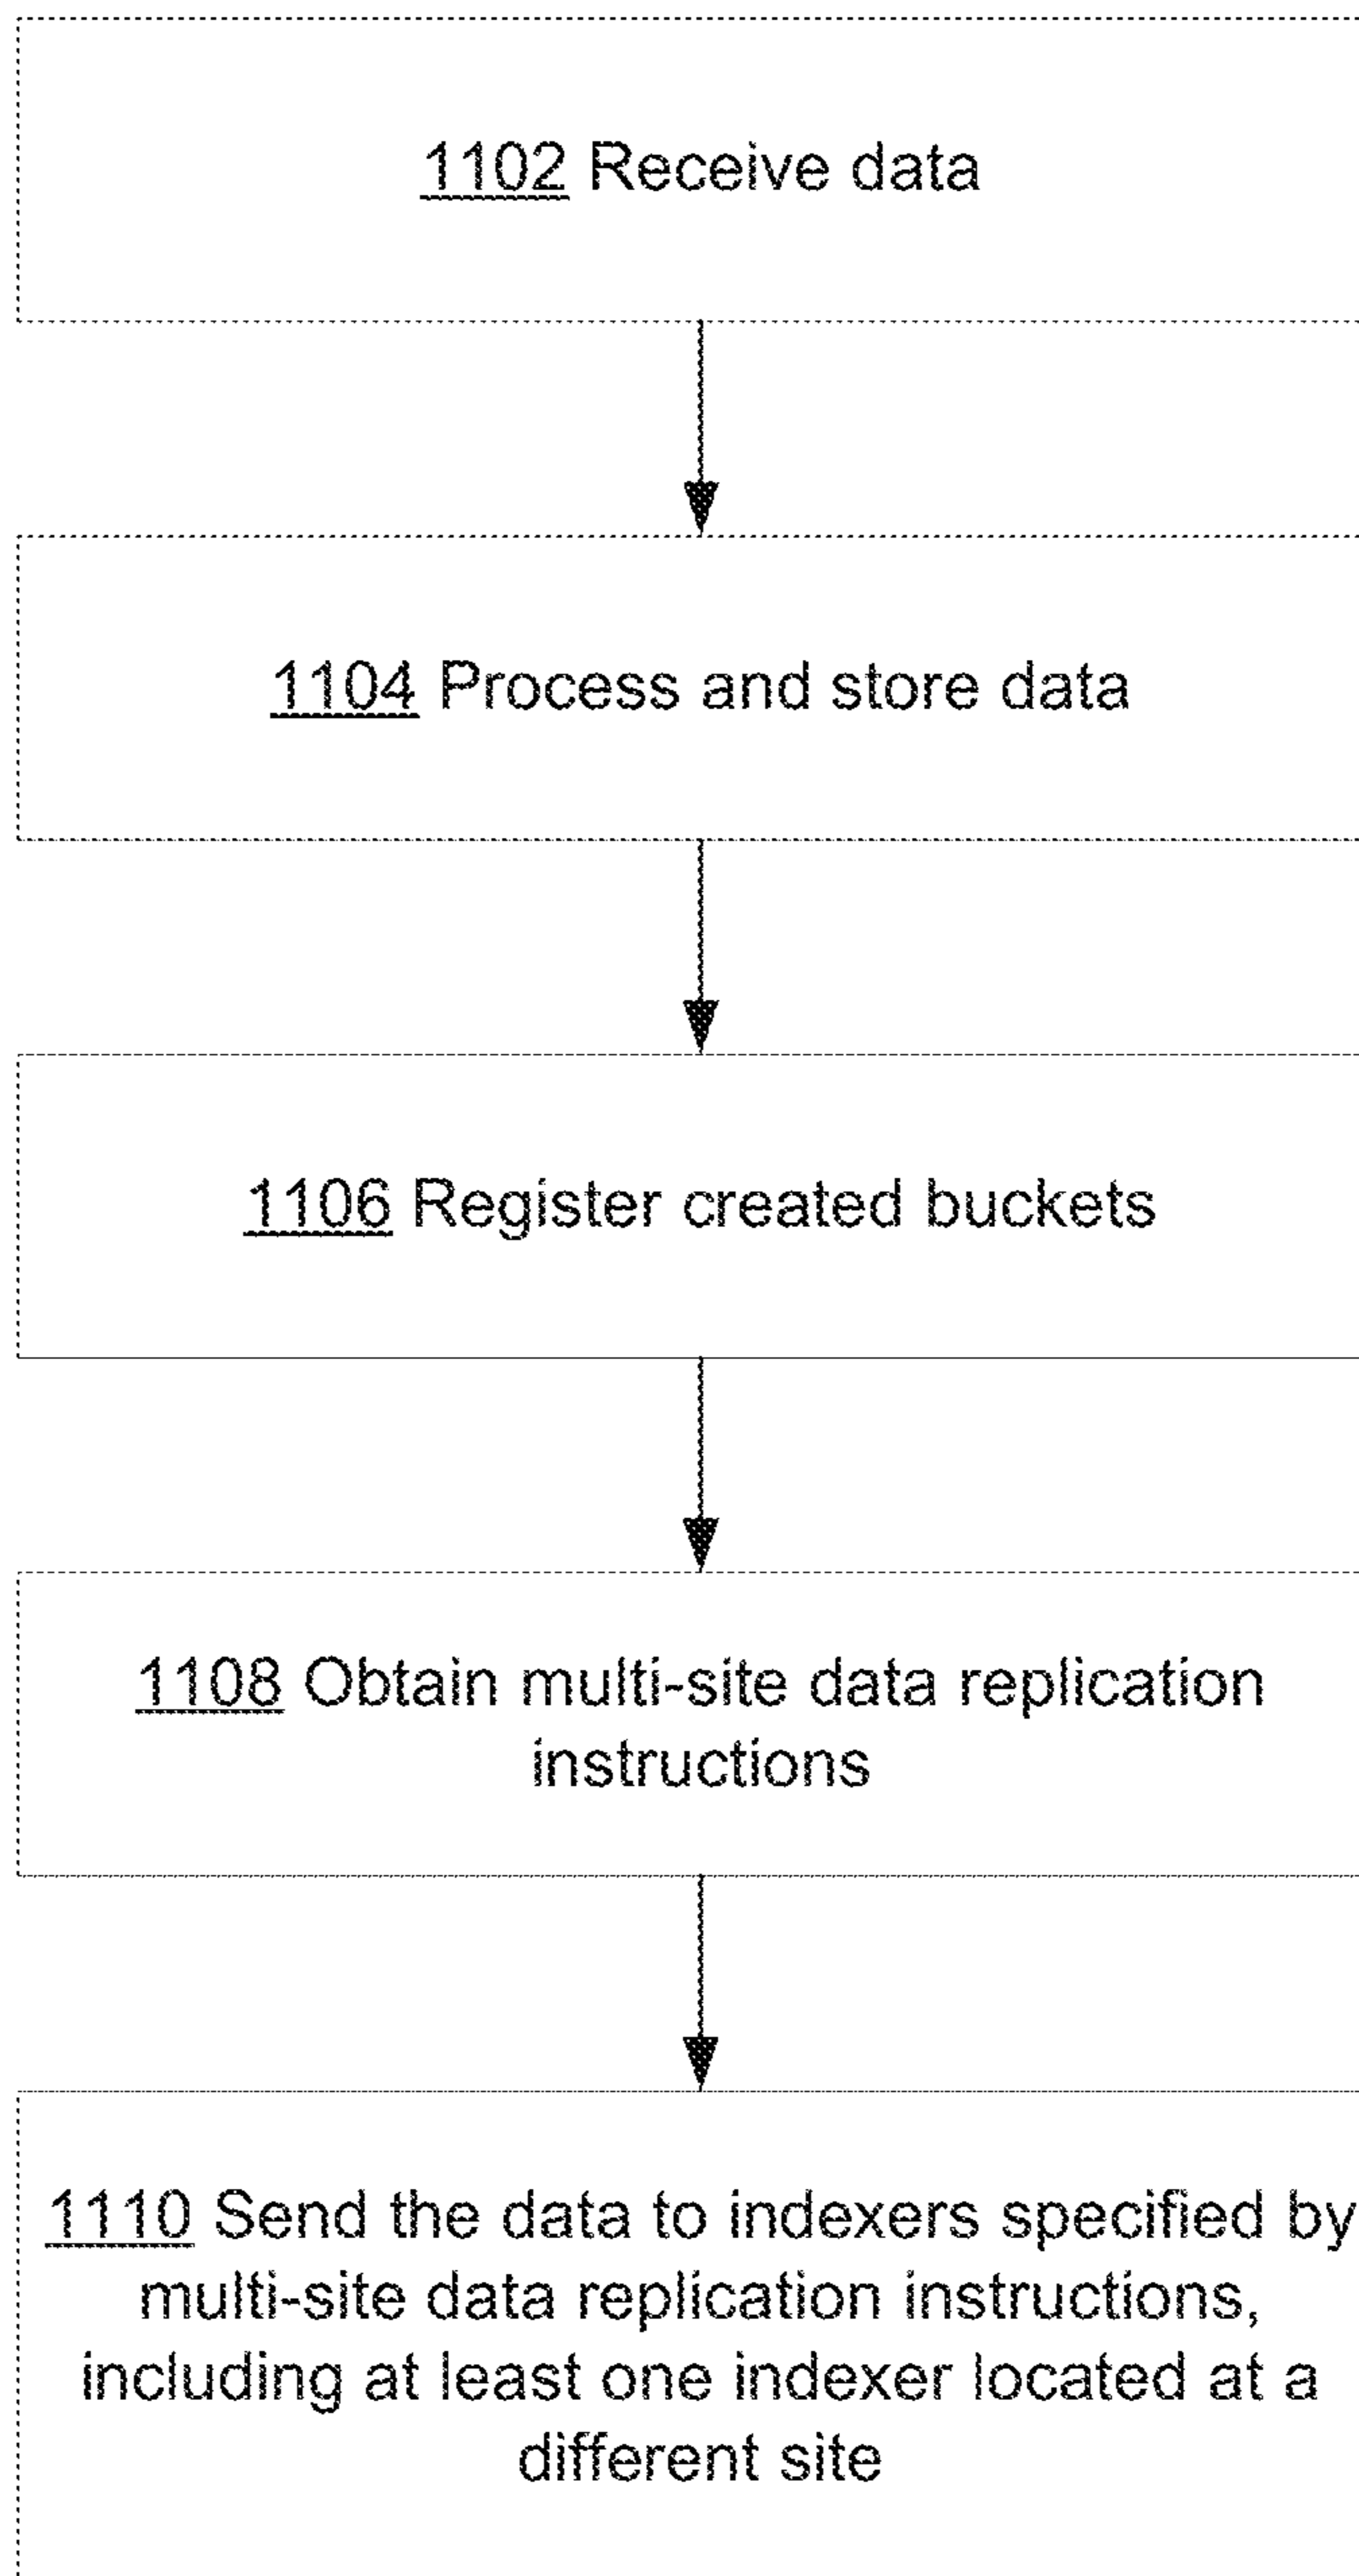 1102 Receive data
1104 Process and store data
1106 Register created buckets
1108 Obtain multi-site data replication
instructions
1110 Send the data to indexers specified by
multi-site data replication instructions,
including at least one indexer located at a
different site